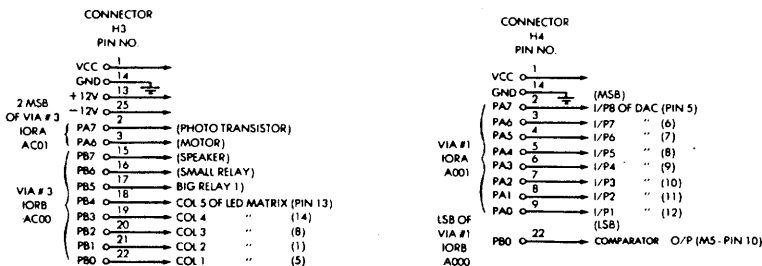 CONNECTOR
H3
PIN NO.
VCC 1
GND 14
+12V 13
-12V 25
2 MSB
OF VIA #3
IORA
AC01
PA7 2 (PHOTO TRANSISTOR)
PA6 3 (MOTOR)
VIA #3
IORB
AC00
PB7 15 (SPEAKER)
PB6 16 (SMALL RELAY)
PB5 17 BIG RELAY 1)
PB4 18 COL 5 OF LED MATRIX (PIN 13)
PB3 19 COL 4 " (14)
PB2 20 COL 3 " (8)
PB1 21 COL 2 " (1)
PB0 22 COL 1 " (5)
CONNECTOR
H4
PIN NO.
VCC 1
GND 14
(MSB)
VIA #1
IORA
A001
PA7 2 I/P8 OF DAC (PIN 5)
PA6 3 I/P7 " (6)
PA5 4 I/P6 " (7)
PA4 5 I/P5 " (8)
PA3 6 I/P4 " (9)
PA2 7 I/P3 " (10)
PA1 8 I/P2 " (11)
PA0 9 I/P1 " (12)
(LSB)
LSB OF
VIA #1
IORB
A000
PB0 22 COMPARATOR O/P (M5 - PIN 10)